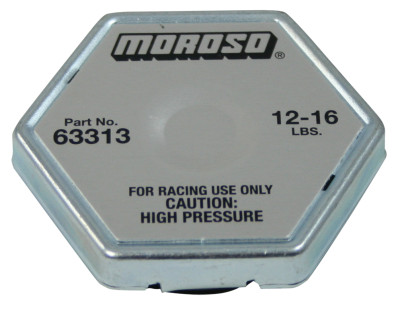 MOROSO®
Part No.
63313
12-16
LBS.
FOR RACING USE ONLY
CAUTION:
HIGH PRESSURE